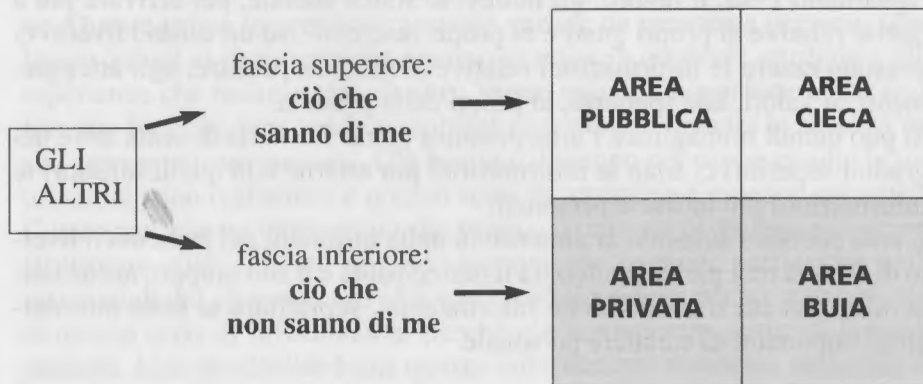 fascia superiore:
ciò che
sanno di me
AREA
PUBBLICA
AREA
CIECA
GLI
ALTRI
fascia inferiore:
ciò che
non sanno di me
AREA
PRIVATA
AREA
BUIA